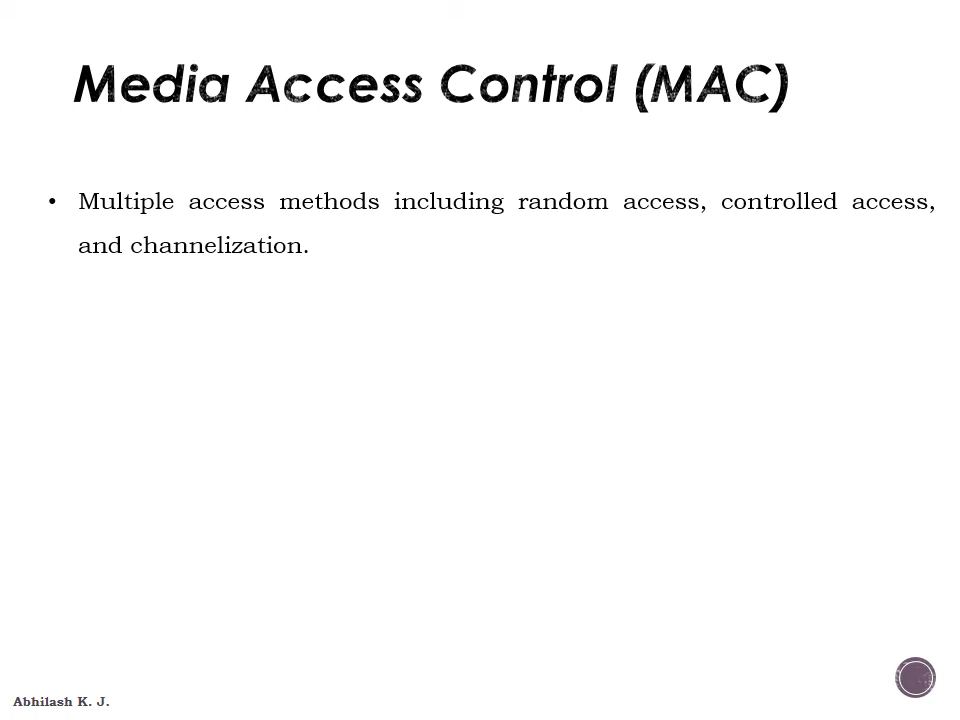 Media Access Control (MAC)
• Multiple access methods including random access, controlled access,
and channelization.
Abhilash K. J.